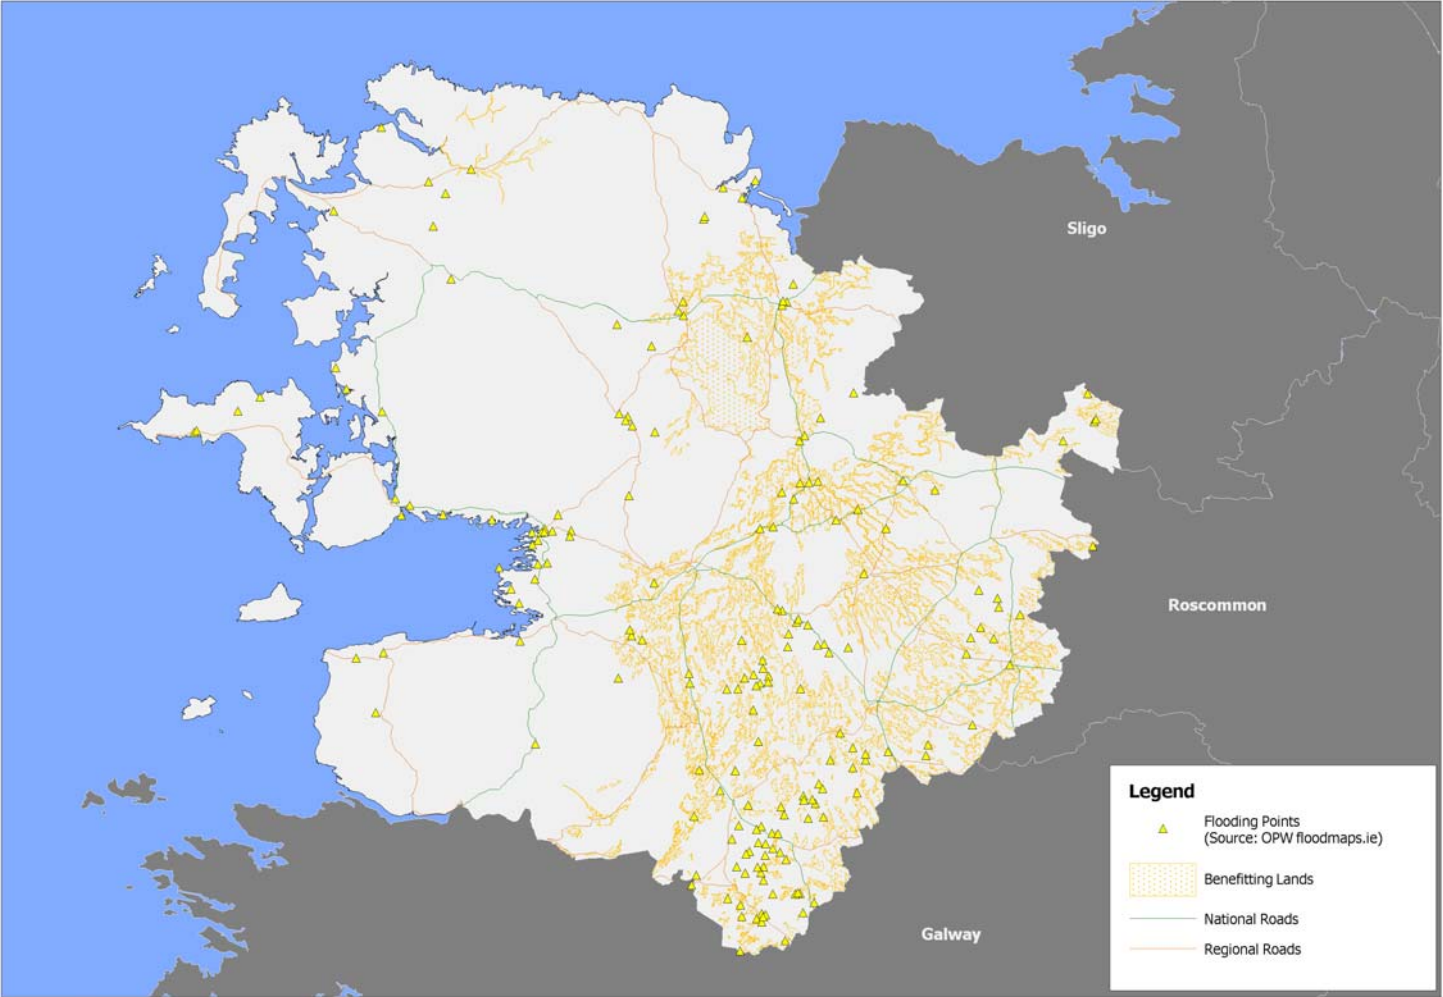 Sligo
Roscommon
Galway
Legend
Flooding Points
(Source: OPW floodmaps.ie)
Benefitting Lands
National Roads
Regional Roads